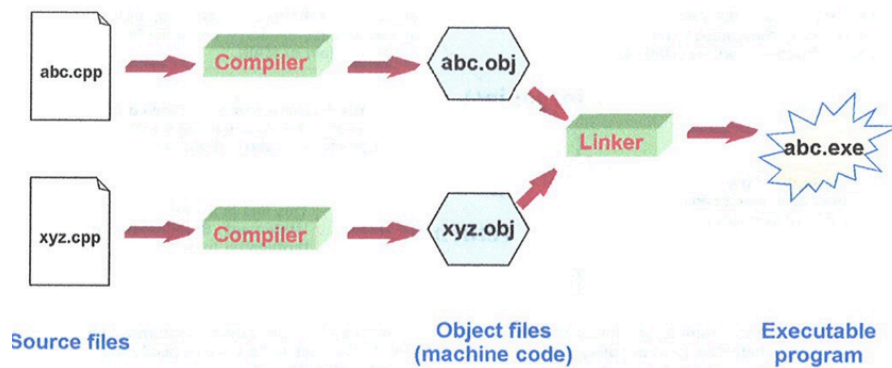 abc.cpp
Compiler
abc.obj
Linker
abc.exe
xyz.cpp
Compiler
xyz.obj
Source files
Object files
(machine code)
Executable
program